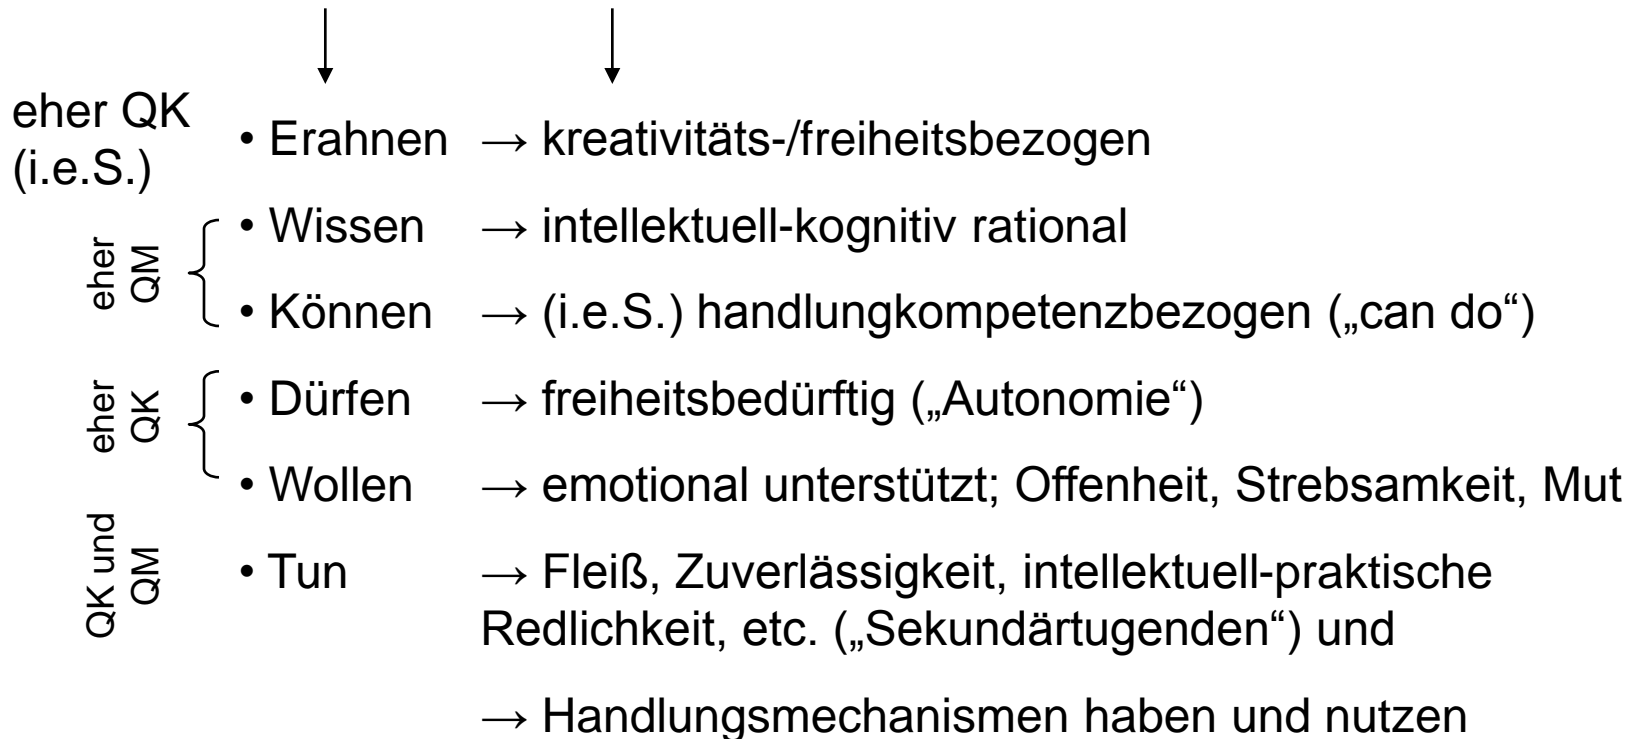 eher QK
(i.e.S.)
• Erahnen → kreativitäts-/freiheitsbezogen
eher
QM
• Wissen → intellektuell-kognitiv rational
• Können → (i.e.S.) handlungkompetenzbezogen („can do“)
eher
QK
• Dürfen → freiheitsbedürftig („Autonomie“)
• Wollen → emotional unterstützt; Offenheit, Strebsamkeit, Mut
QK und
QM
• Tun → Fleiß, Zuverlässigkeit, intellektuell-praktische
Redlichkeit, etc. („Sekundärtugenden“) und
→ Handlungsmechanismen haben und nutzen